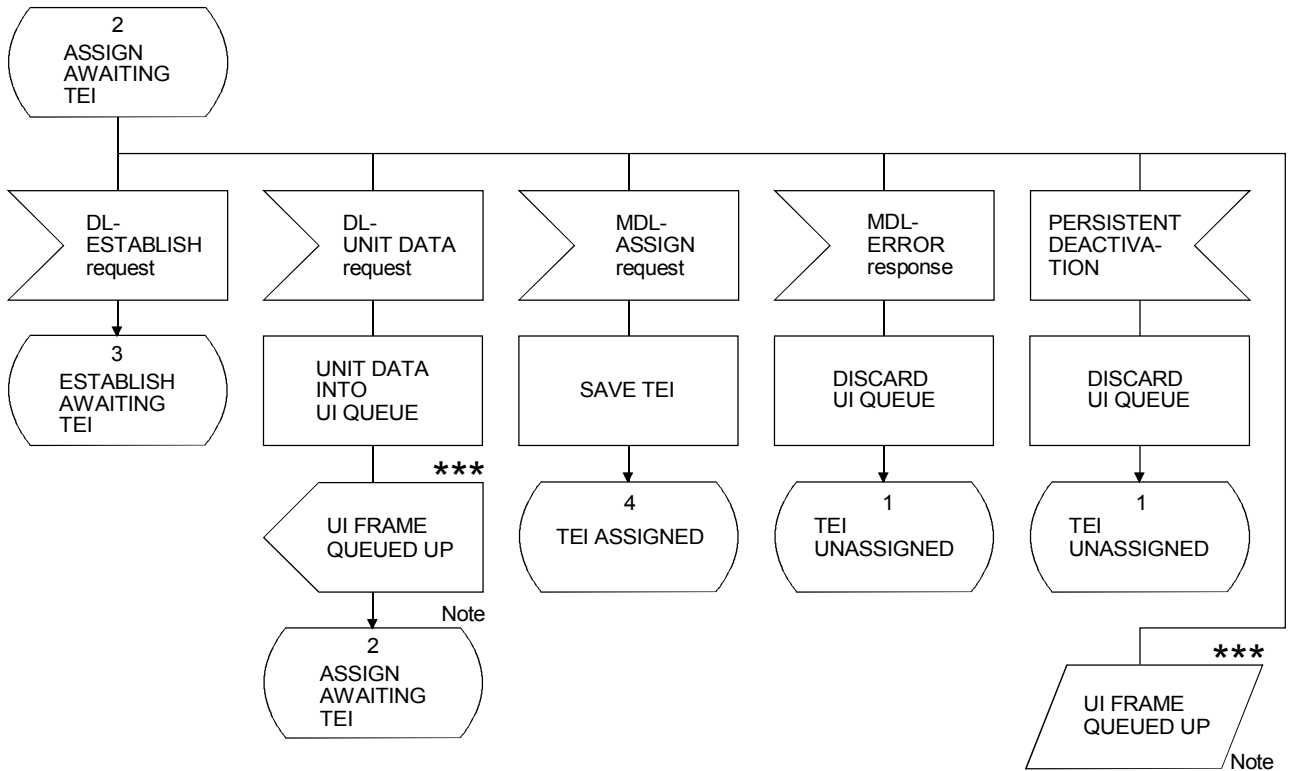 2
ASSIGN
AWAITING
TEI
DL-
ESTABLISH
request
DL-
UNIT DATA
request
MDL-
ASSIGN
request
MDL-
ERROR
response
PERSISTENT
DEACTIVA-
TION
3
ESTABLISH
AWAITING
TEI
UNIT DATA
INTO
UI QUEUE
SAVE TEI
DISCARD
UI QUEUE
DISCARD
UI QUEUE
***
UI FRAME
QUEUED UP
4
TEI ASSIGNED
1
TEI
UNASSIGNED
1
TEI
UNASSIGNED
Note
2
ASSIGN
AWAITING
TEI
***
UI FRAME
QUEUED UP
Note